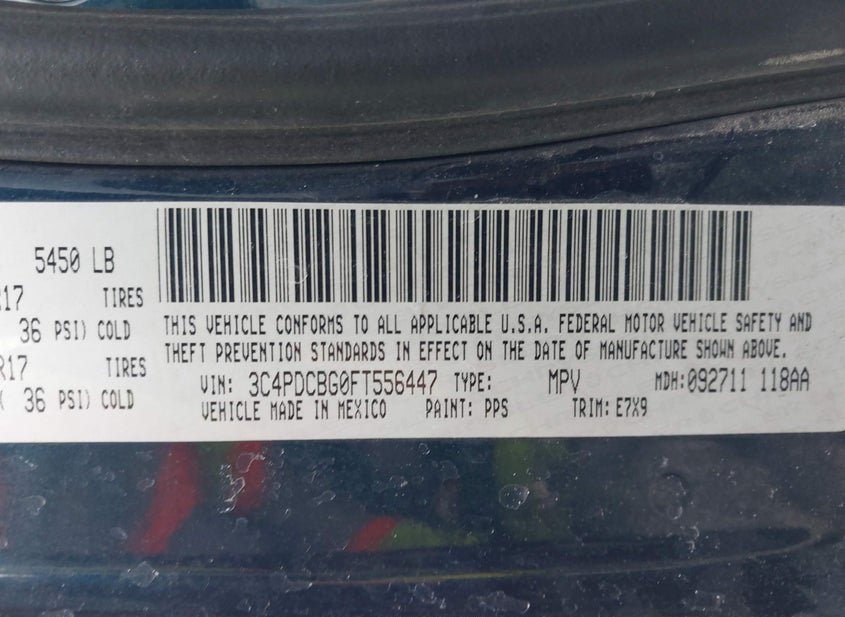 5450 LB
R17 TIRES
36 PSI) COLD
R17 TIRES
( 36 PSI) COLD
THIS VEHICLE CONFORMS TO ALL APPLICABLE U.S.A. FEDERAL MOTOR VEHICLE SAFETY AND
THEFT PREVENTION STANDARDS IN EFFECT ON THE DATE OF MANUFACTURE SHOWN ABOVE.
VIN: 3C4PDCBG0FT556447 TYPE: MPV MDH: 092711 118AA
VEHICLE MADE IN MEXICO PAINT: PPS TRIM: E7X9